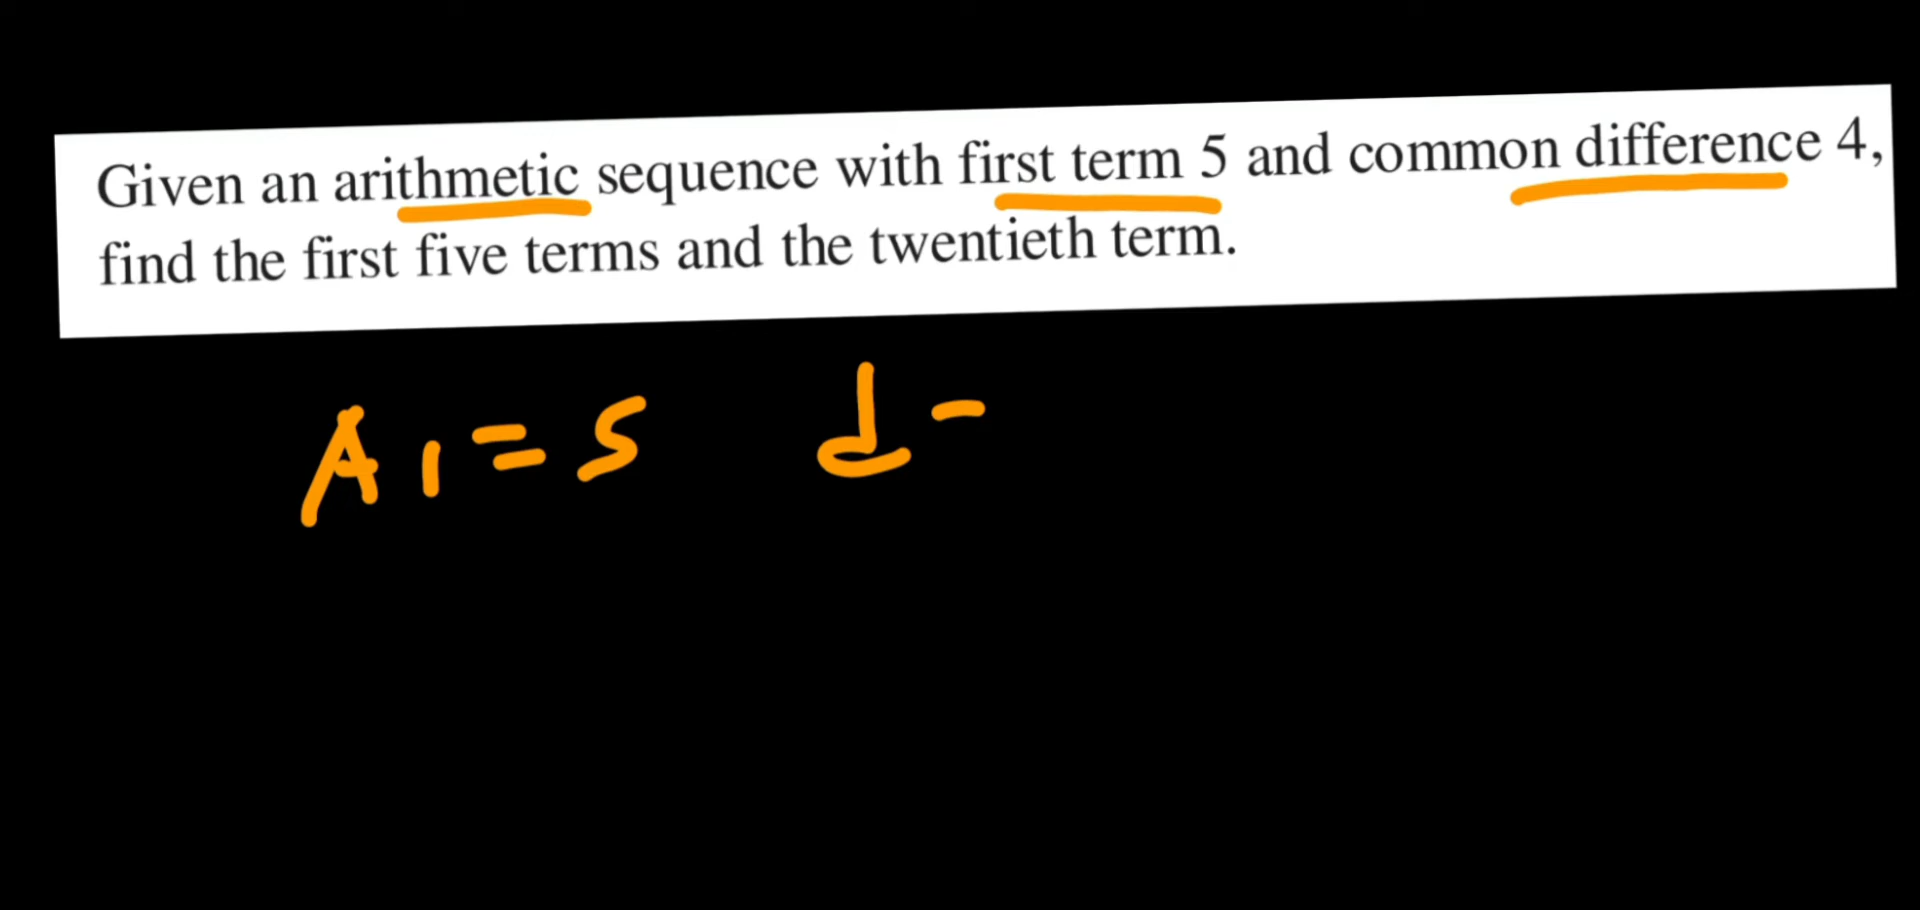 Given an arithmetic sequence with first term 5 and common difference 4,
find the first five terms and the twentieth term.
A1 = 5 d -